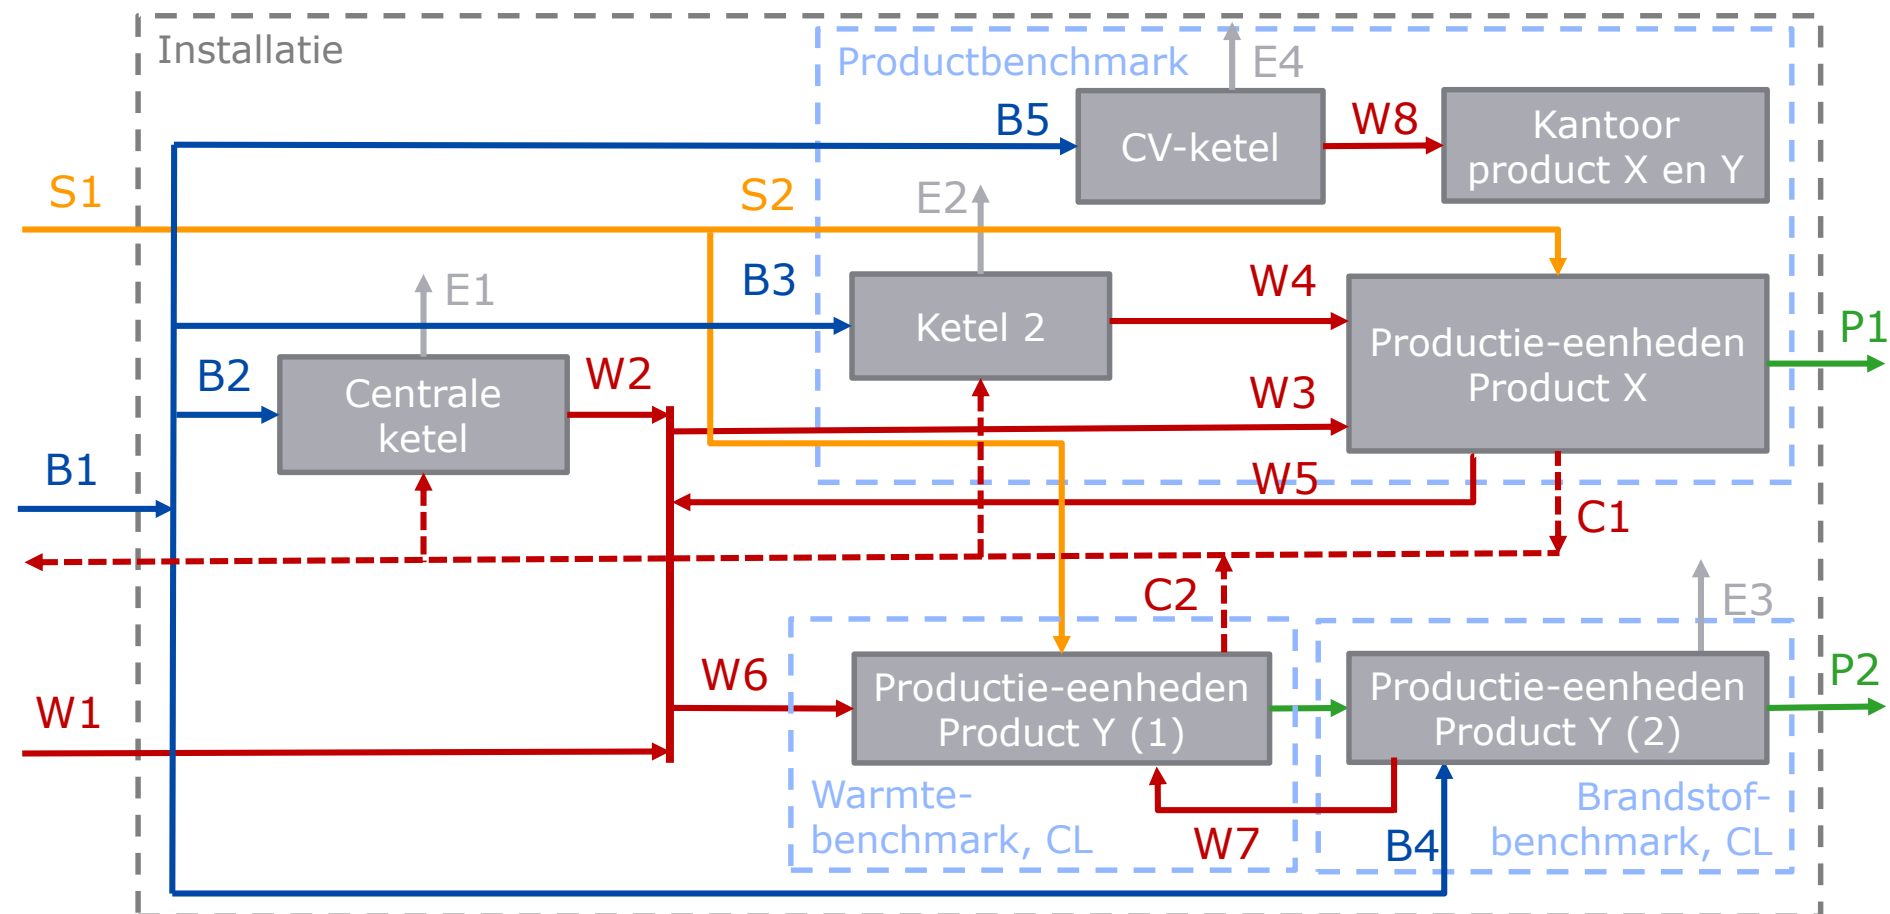 Installatie
Productbenchmark
E4
B5
CV-ketel
W8
Kantoor
product X en Y
S1
S2
E2
E1
B3
Ketel 2
W4
Productie-eenheden
Product X
P1
B2
Centrale
ketel
W2
W3
B1
W5
C1
C2
E3
W1
W6
Productie-eenheden
Product Y (1)
Productie-eenheden
Product Y (2)
P2
Warmte-
benchmark, CL
W7
B4
Brandstof-
benchmark, CL